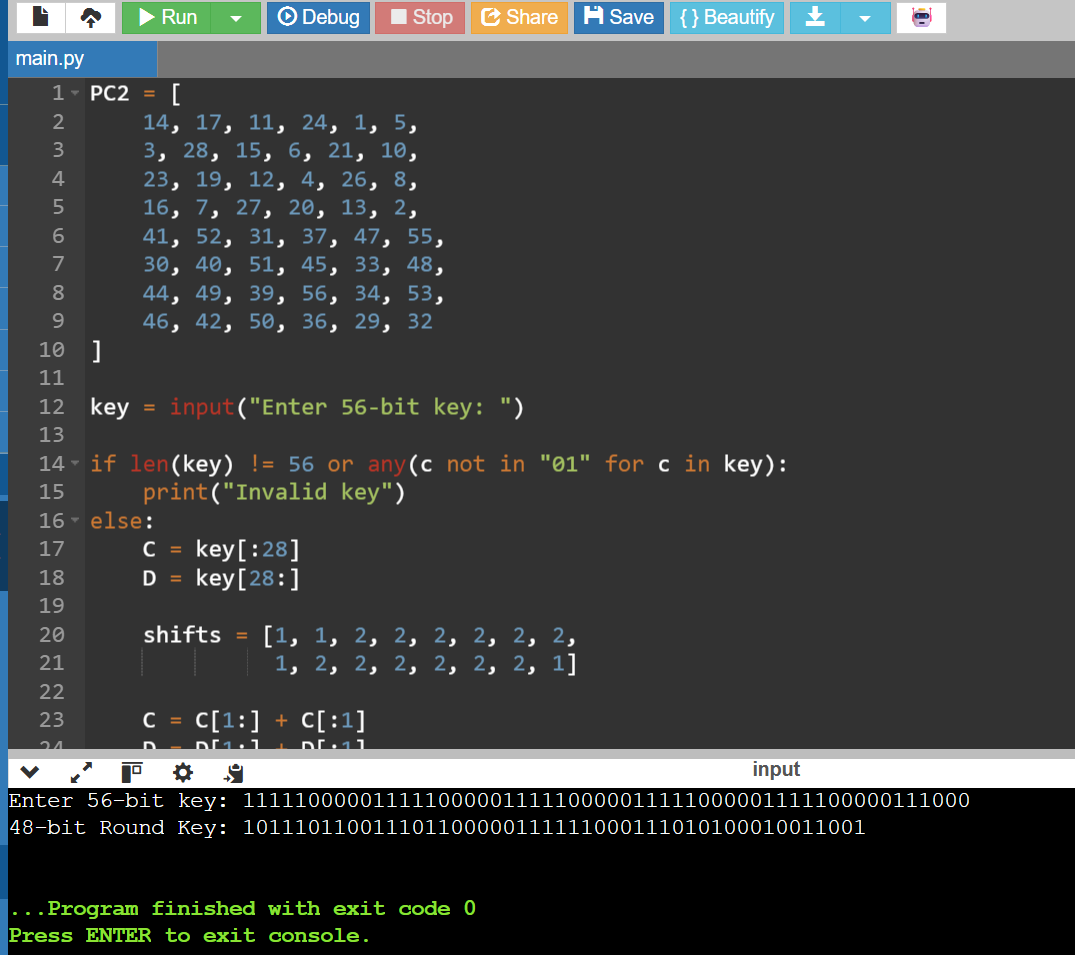 Run
Debug
Stop
Share
Save
{ } Beautify
main.py
1 PC2 = [
2 14, 17, 11, 24, 1, 5,
3 3, 28, 15, 6, 21, 10,
4 23, 19, 12, 4, 26, 8,
5 16, 7, 27, 20, 13, 2,
6 41, 52, 31, 37, 47, 55,
7 30, 40, 51, 45, 33, 48,
8 44, 49, 39, 56, 34, 53,
9 46, 42, 50, 36, 29, 32
10 ]
11
12 key = input("Enter 56-bit key: ")
13
14 if len(key) != 56 or any(c not in "01" for c in key):
15 print("Invalid key")
16 else:
17 C = key[:28]
18 D = key[28:]
19
20 shifts = [1, 1, 2, 2, 2, 2, 2, 2,
21 1, 2, 2, 2, 2, 2, 2, 1]
22
23 C = C[1:] + C[:1]
24 D = D[1:] + D[:1]
input
Enter 56-bit key: 11111000001111100000111110000011111000001111100000111000
48-bit Round Key: 101110110011101100000111111000111010100010011001
...Program finished with exit code 0
Press ENTER to exit console.